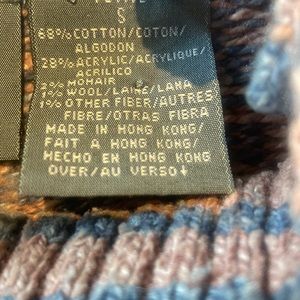 S
68% COTTON/COTON/
ALGODON
28% ACRYLIC/ACRYLIQUE/
ACRILICO
2% MOHAIR
1% WOOL/LAINE/LANA
1% OTHER FIBER/AUTRES
FIBRE/OTRAS FIBRA
MADE IN HONG KONG/
FAIT A HONG KONG/
HECHO EN HONG KONG
OVER/AU VERSO↓